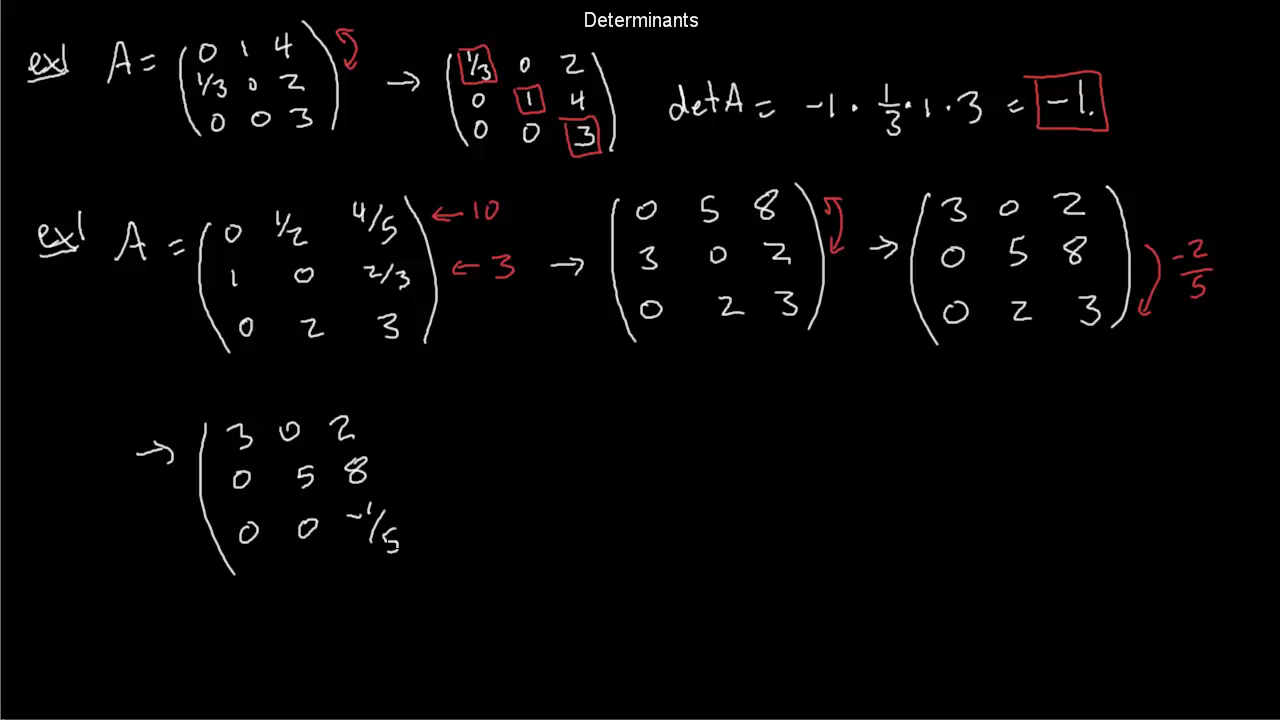 Determinants
ex) A = (0 1 4 → (1/3 0 2 det A = -1 · 1/3 · 1 · 3 = -1.
1/3 0 2 0 1 4
0 0 3) 0 0 3)
ex) A = (0 1/2 4/5 ← 10 → (0 5 8 → (3 0 2
1 0 2/3 ← 3 3 0 2 0 5 8 -2/5
0 2 3) 0 2 3) 0 2 3)
→ (3 0 2
0 5 8
0 0 -1/5